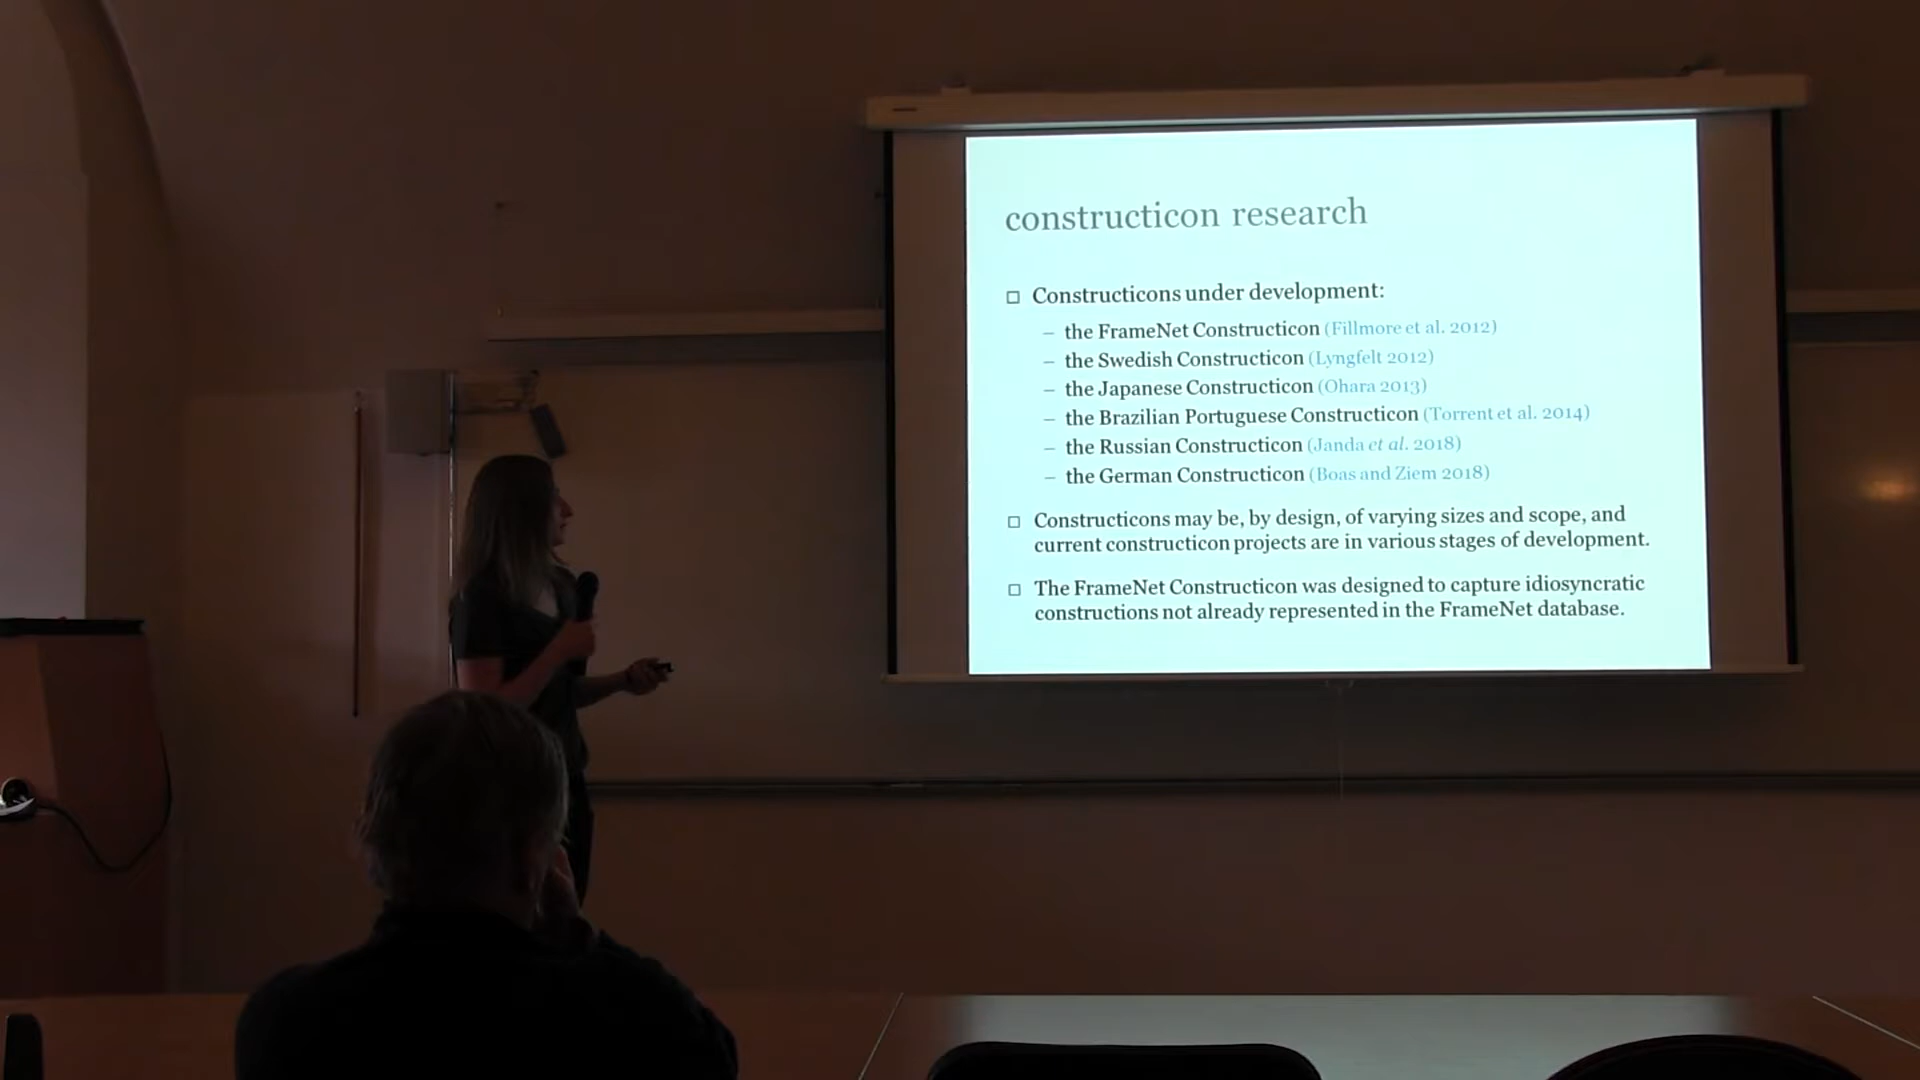 constructicon research
□ Constructicons under development:
– the FrameNet Constructicon (Fillmore et al. 2012)
– the Swedish Constructicon (Lyngfelt 2012)
– the Japanese Constructicon (Ohara 2013)
– the Brazilian Portuguese Constructicon (Torrent et al. 2014)
– the Russian Constructicon (Janda et al. 2018)
– the German Constructicon (Boas and Ziem 2018)
□ Constructicons may be, by design, of varying sizes and scope, and
current constructicon projects are in various stages of development.
□ The FrameNet Constructicon was designed to capture idiosyncratic
constructions not already represented in the FrameNet database.